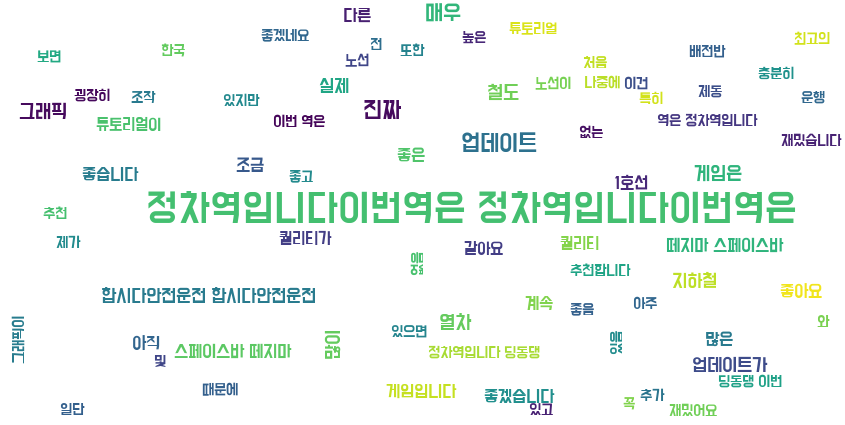 다른
매우
좋겠네요
튜토리얼
높은
최고의
전
또한
배전반
한국
보면
노선
처음
충분히
실제
철도
노선이
나중에
이건
제동
굉장히
조작
있지만
특히
운행
그래픽
진짜
튜토리얼이
이번 역은
역은 정차역입니다
없는
업데이트
재밌습니다
좋은
조금
좋습니다
좋고
게임은
1호선
정차역입니다이번역은 정차역입니다이번역은
추천
제가
퀄리티가
같아요
퀄리티
떼지마 스페이스바
추천합니다
지하철
좋아요
합시다안전운전 합시다안전운전
계속
좋음
아주
열차
와
그래픽이
있으면
많은
아직
많이
스페이스바 떼지마
정차역입니다 딩동댕
및
업데이트가
딩동댕 이번
때문에
게임입니다
좋겠습니다
추가
일단
있고
꼭
재밌어요